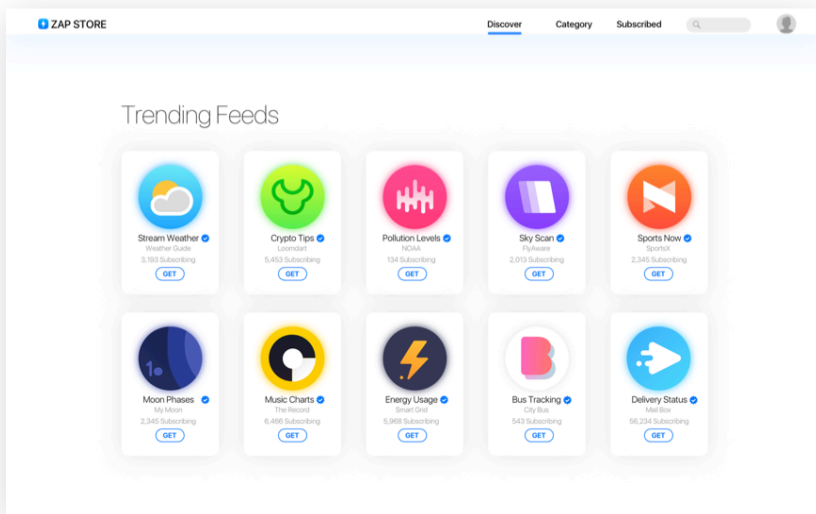 ZAP STORE
Discover
Category
Subscribed
Trending Feeds
Stream Weather
Weather Guide
3,193 Subscribing
GET
Crypto Tips
Loomdart
5,453 Subscribing
GET
Pollution Levels
NOAA
134 Subscribing
GET
Sky Scan
FlyAware
2,013 Subscribing
GET
Sports Now
SportsX
2,345 Subscribing
GET
1
Moon Phases
My Moon
2,345 Subscribing
GET
Music Charts
The Record
6,466 Subscribing
GET
Energy Usage
Smart Grid
5,968 Subscribing
GET
B
Bus Tracking
City Bus
543 Subscribing
GET
Delivery Status
Mail Box
56,234 Subscribing
GET